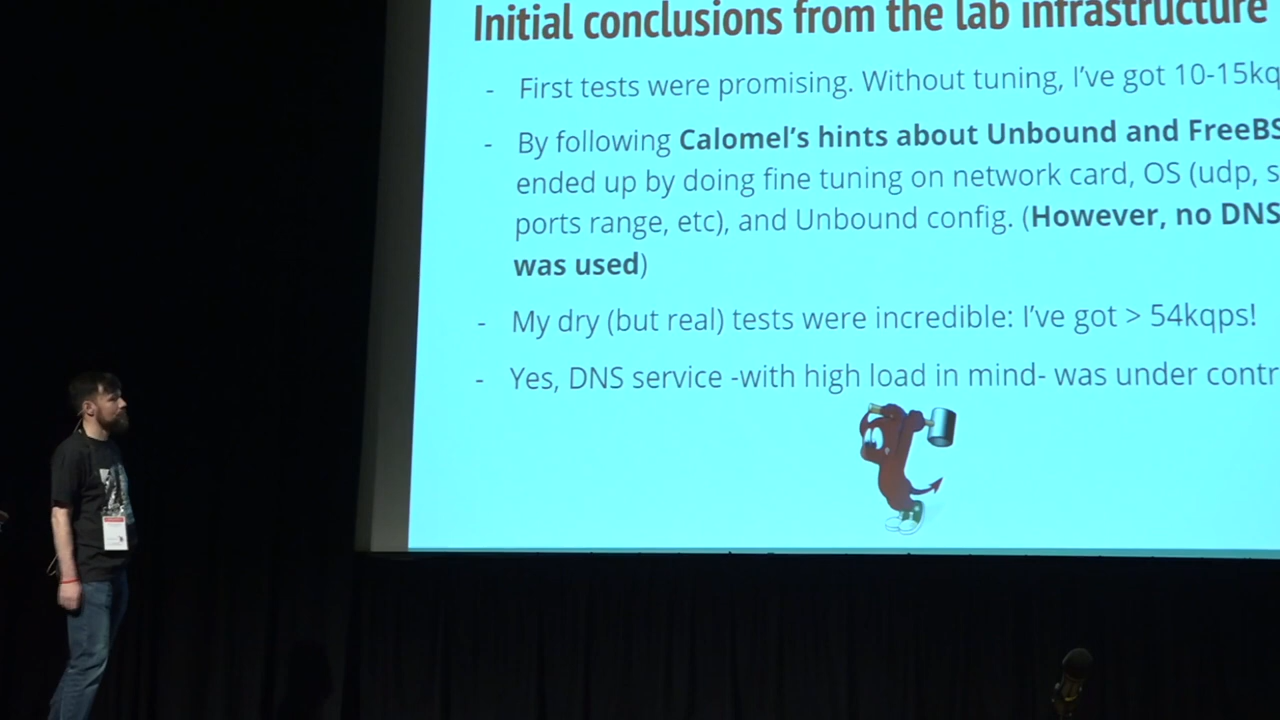 Initial conclusions from the lab infrastructure
- First tests were promising. Without tuning, I've got 10-15kq
- By following Calomel's hints about Unbound and FreeBS
ended up by doing fine tuning on network card, OS (udp, s
ports range, etc), and Unbound config. (However, no DNS
was used)
- My dry (but real) tests were incredible: I've got > 54kqps!
- Yes, DNS service -with high load in mind- was under contr